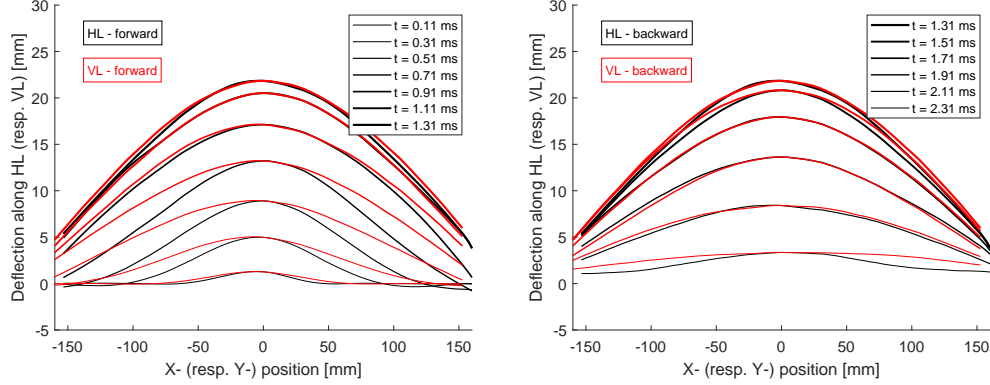 30
25
20
15
10
5
0
-5
-150
-100
-50
0
50
100
150
X- (resp. Y-) position [mm]
Deflection along HL (resp. VL) [mm]
HL - forward
VL - forward
t = 0.11 ms
t = 0.31 ms
t = 0.51 ms
t = 0.71 ms
t = 0.91 ms
t = 1.11 ms
t = 1.31 ms
30
25
20
15
10
5
0
-5
-150
-100
-50
0
50
100
150
X- (resp. Y-) position [mm]
Deflection along HL (resp. VL) [mm]
HL - backward
VL - backward
t = 1.31 ms
t = 1.51 ms
t = 1.71 ms
t = 1.91 ms
t = 2.11 ms
t = 2.31 ms